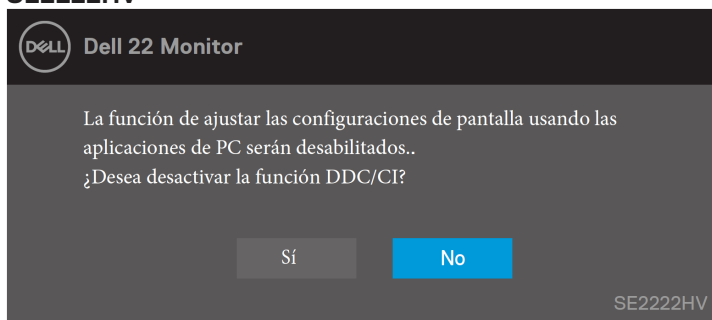 SE2222HV
DELL Dell 22 Monitor
La función de ajustar las configuraciones de pantalla usando las
aplicaciones de PC serán desabilitados..
¿Desea desactivar la función DDC/CI?
Sí No
SE2222HV